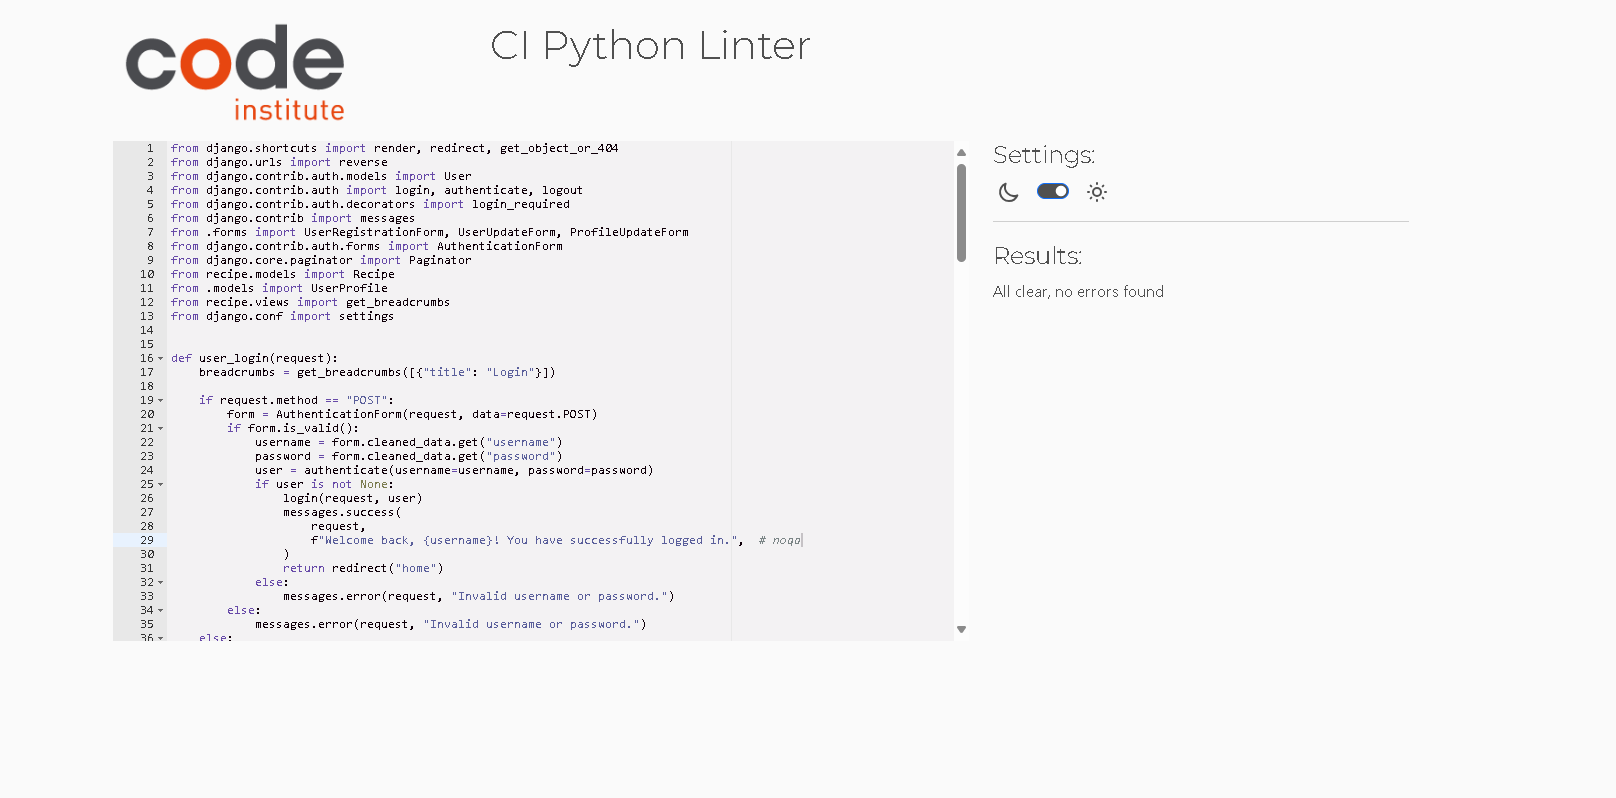 code
institute
CI Python Linter
1 from django.shortcuts import render, redirect, get_object_or_404
2 from django.urls import reverse
3 from django.contrib.auth.models import User
4 from django.contrib.auth import login, authenticate, logout
5 from django.contrib.auth.decorators import login_required
6 from django.contrib import messages
7 from .forms import UserRegistrationForm, UserUpdateForm, ProfileUpdateForm
8 from django.contrib.auth.forms import AuthenticationForm
9 from django.core.paginator import Paginator
10 from recipe.models import Recipe
11 from .models import UserProfile
12 from recipe.views import get_breadcrumbs
13 from django.conf import settings
14
15
16 def user_login(request):
17     breadcrumbs = get_breadcrumbs([{"title": "Login"}])
18
19     if request.method == "POST":
20         form = AuthenticationForm(request, data=request.POST)
21         if form.is_valid():
22             username = form.cleaned_data.get("username")
23             password = form.cleaned_data.get("password")
24             user = authenticate(username=username, password=password)
25             if user is not None:
26                 login(request, user)
27                 messages.success(
28                     request,
29                     f"Welcome back, {username}! You have successfully logged in.",  # noqa
30                 )
31                 return redirect("home")
32             else:
33                 messages.error(request, "Invalid username or password.")
34         else:
35             messages.error(request, "Invalid username or password.")
36     else:
Settings:
Results:
All clear, no errors found